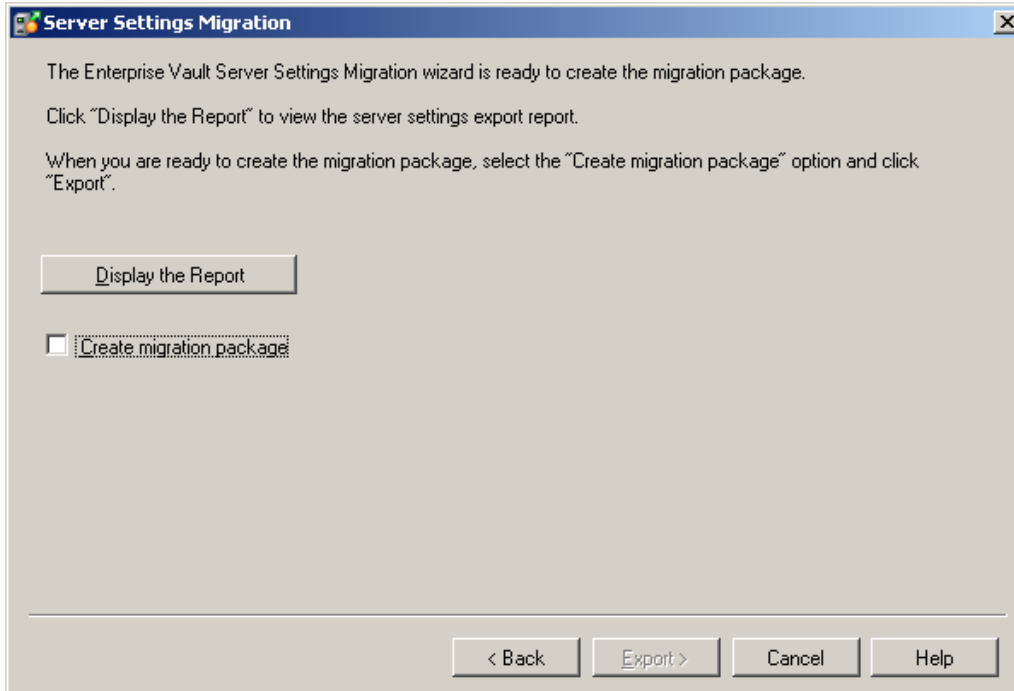 Server Settings Migration
The Enterprise Vault Server Settings Migration wizard is ready to create the migration package.
Click "Display the Report" to view the server settings export report.
When you are ready to create the migration package, select the "Create migration package" option and click
"Export".
Display the Report
Create migration package
< Back Export > Cancel Help